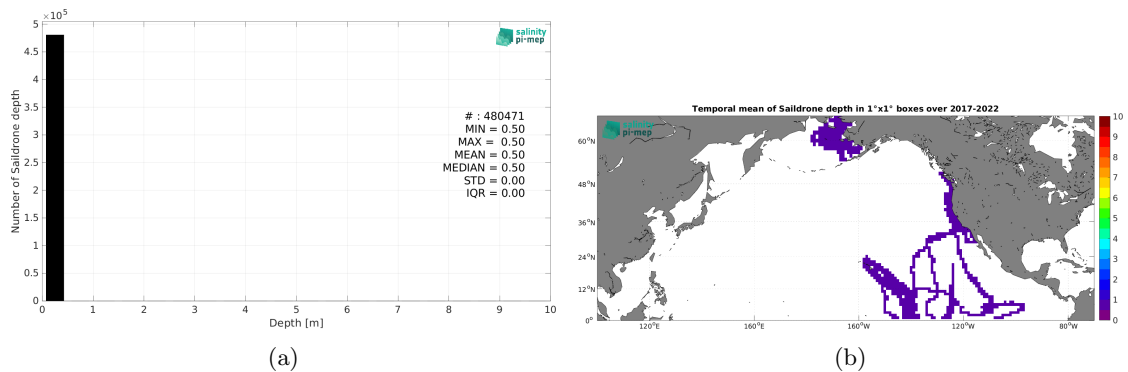 ×10⁵
5
4.5
4
3.5
3
2.5
2
1.5
1
0.5
0
Number of Saildrone depth
salinity
pi-mep
# : 480471
MIN = 0.50
MAX = 0.50
MEAN = 0.50
MEDIAN = 0.50
STD = 0.00
IQR = 0.00
0 1 2 3 4 5 6 7 8 9 10
Depth [m]
(a)
Temporal mean of Saildrone depth in 1°x1° boxes over 2017-2022
salinity
pi-mep
60°N
48°N
36°N
24°N
12°N
0°
120°E 160°E 160°W 120°W 80°W
10
9
8
7
6
5
4
3
2
1
0
(b)